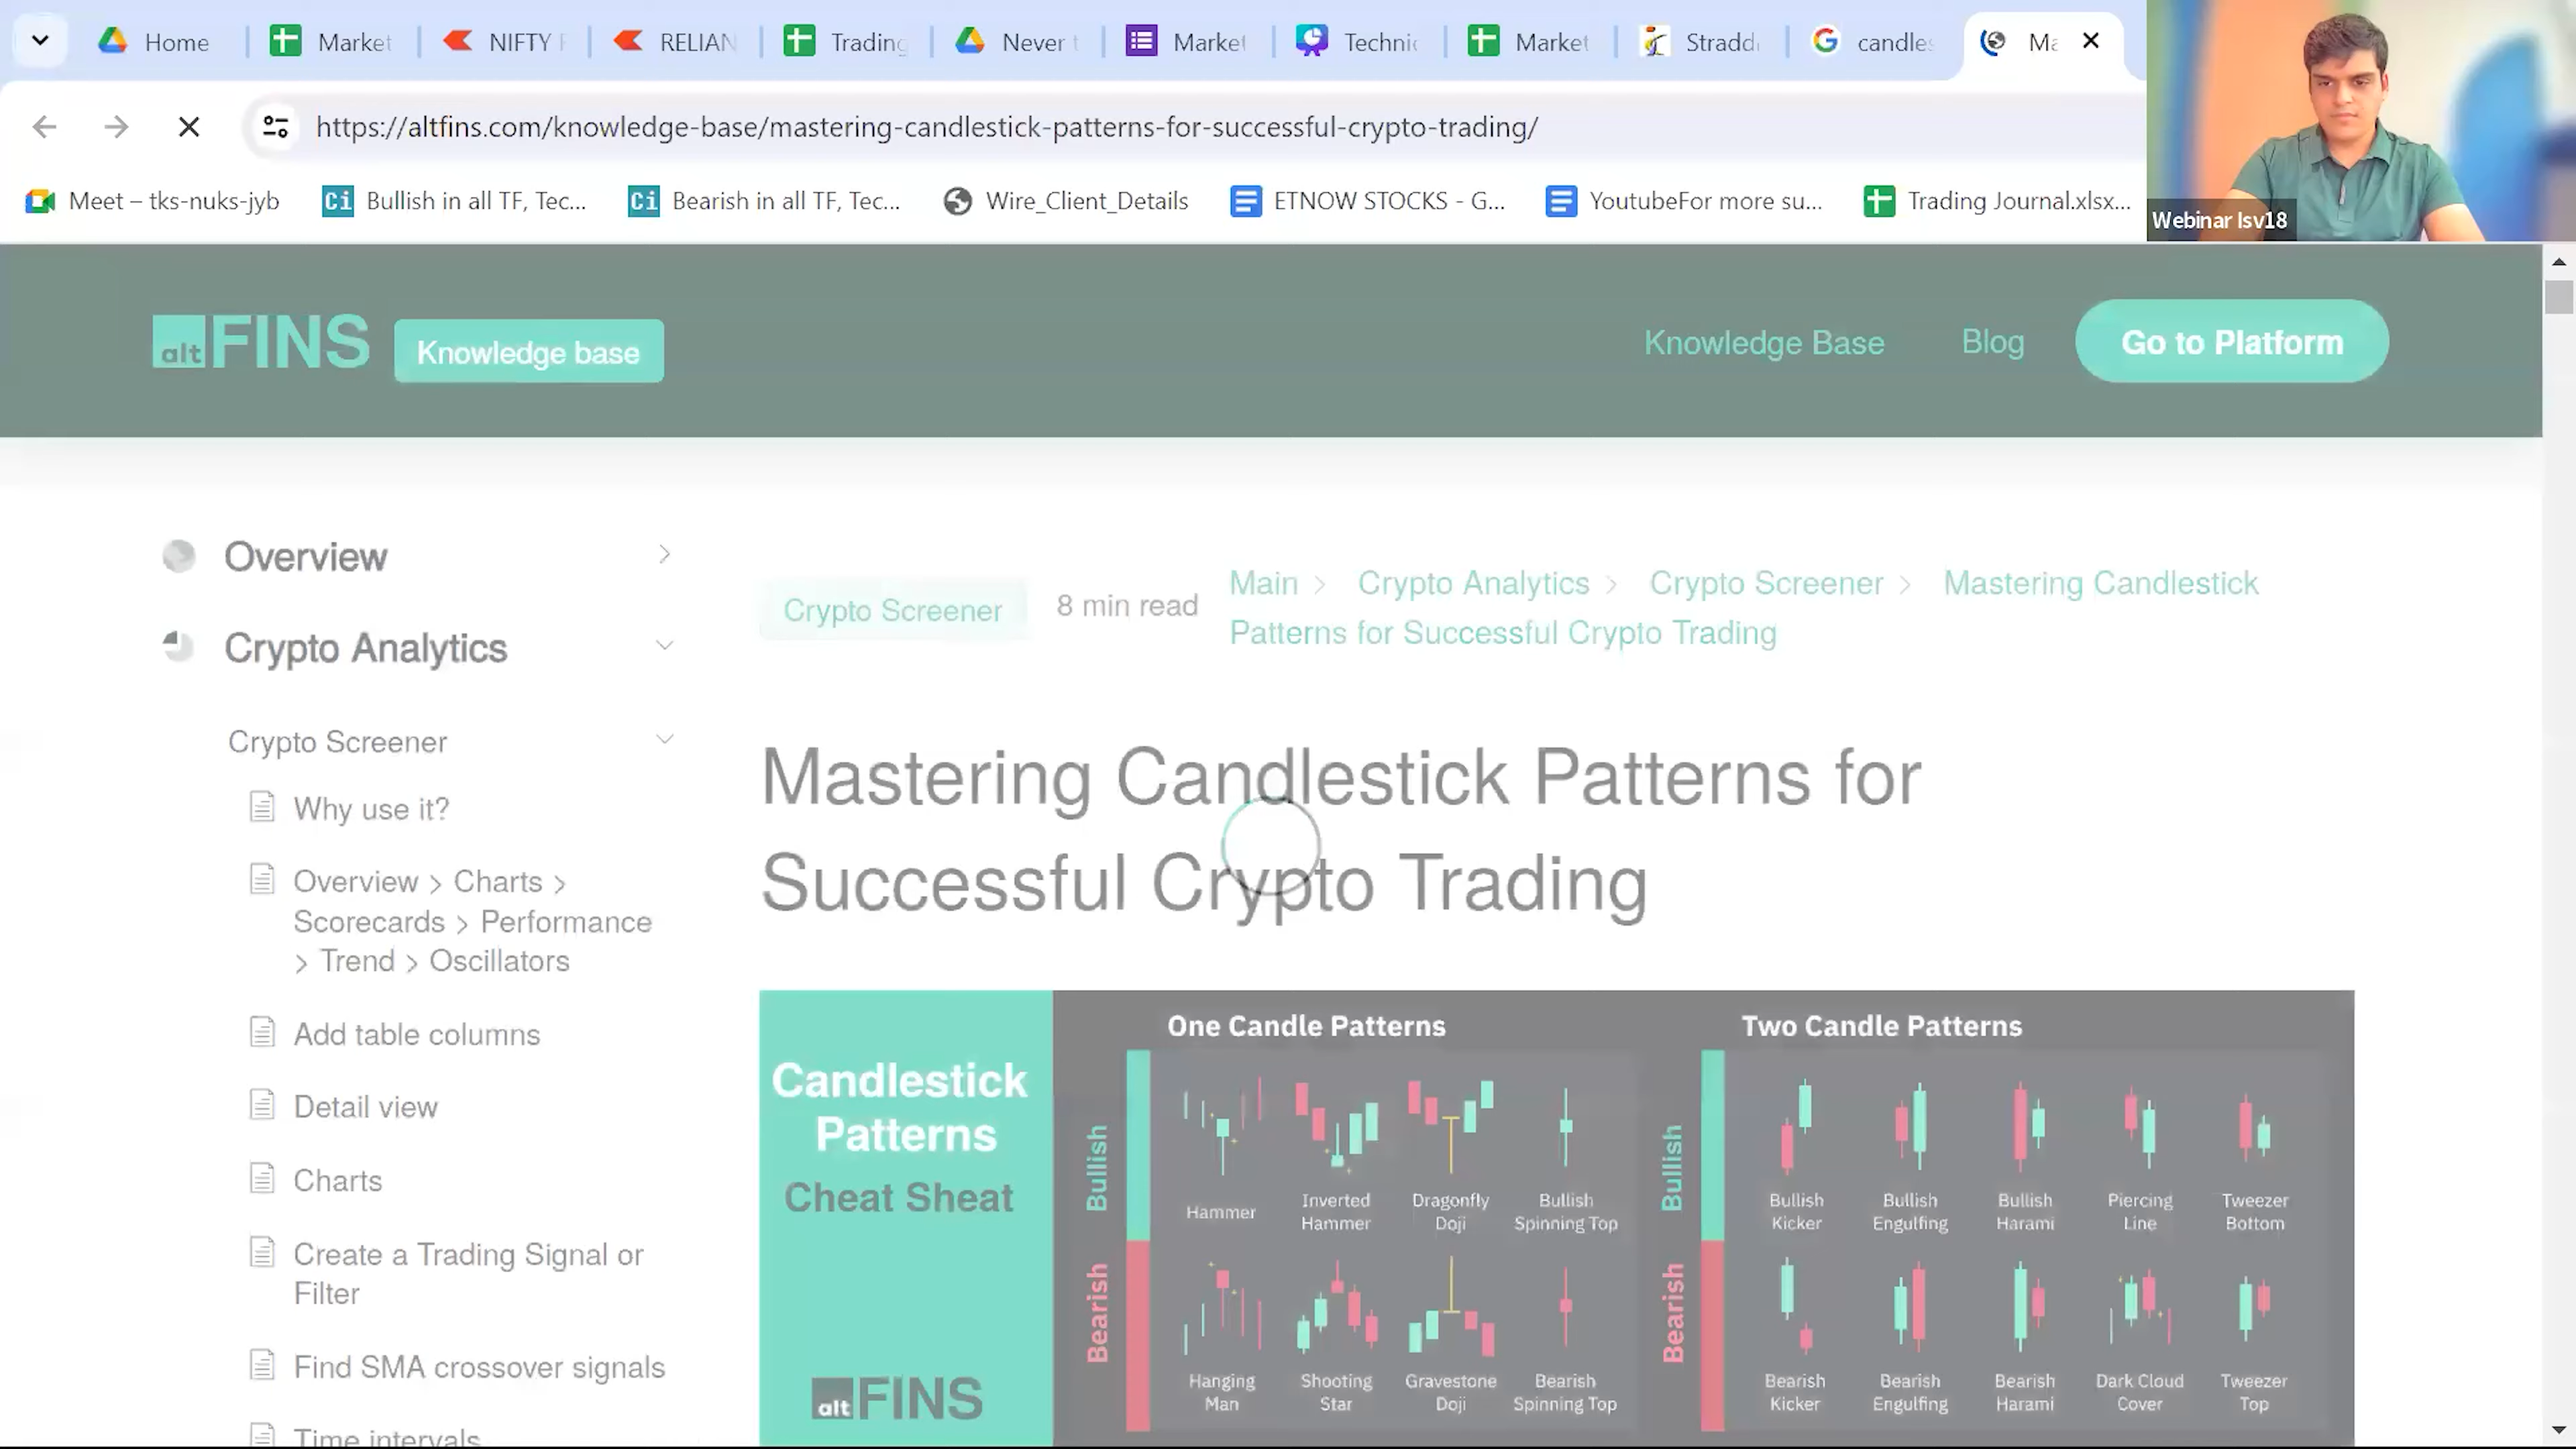 Home
Market
NIFTY
RELIAN
Trading
Never t
Market
Technic
Market
Stradd
candles
Ma
https://altfins.com/knowledge-base/mastering-candlestick-patterns-for-successful-crypto-trading/
Meet – tks-nuks-jyb
Ci Bullish in all TF, Tec...
Ci Bearish in all TF, Tec...
Wire_Client_Details
ETNOW STOCKS - G...
YoutubeFor more su...
Trading Journal.xlsx...
Webinar Isv18
alt FINS
Knowledge base
Knowledge Base
Blog
Go to Platform
Overview
Crypto Analytics
Crypto Screener
Why use it?
Overview > Charts >
Scorecards > Performance
> Trend > Oscillators
Add table columns
Detail view
Charts
Create a Trading Signal or
Filter
Find SMA crossover signals
Time intervals
Crypto Screener
8 min read
Main > Crypto Analytics > Crypto Screener > Mastering Candlestick
Patterns for Successful Crypto Trading
Mastering Candlestick Patterns for
Successful Crypto Trading
Candlestick
Patterns
Cheat Sheat
alt FINS
One Candle Patterns
Bullish
Hammer
Inverted
Hammer
Dragonfly
Doji
Bullish
Spinning Top
Bearish
Hanging
Man
Shooting
Star
Gravestone
Doji
Bearish
Spinning Top
Two Candle Patterns
Bullish
Bullish
Kicker
Bullish
Engulfing
Bullish
Harami
Piercing
Line
Tweezer
Bottom
Bearish
Bearish
Kicker
Bearish
Engulfing
Bearish
Harami
Dark Cloud
Cover
Tweezer
Top